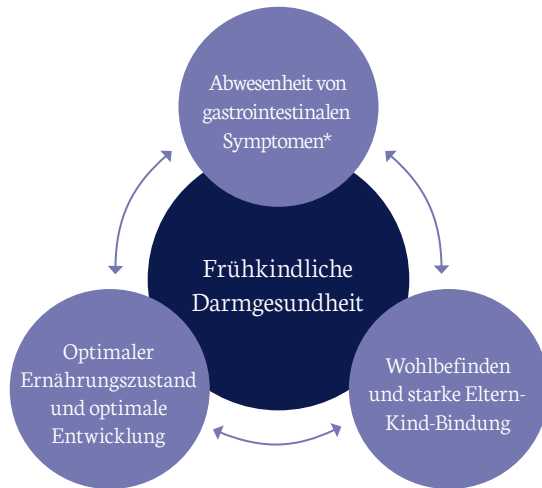 Abwesenheit von
gastrointestinalen
Symptomen*
Frühkindliche
Darmgesundheit
Optimaler
Ernährungszustand
und optimale
Entwicklung
Wohlbefinden
und starke Eltern-
Kind-Bindung